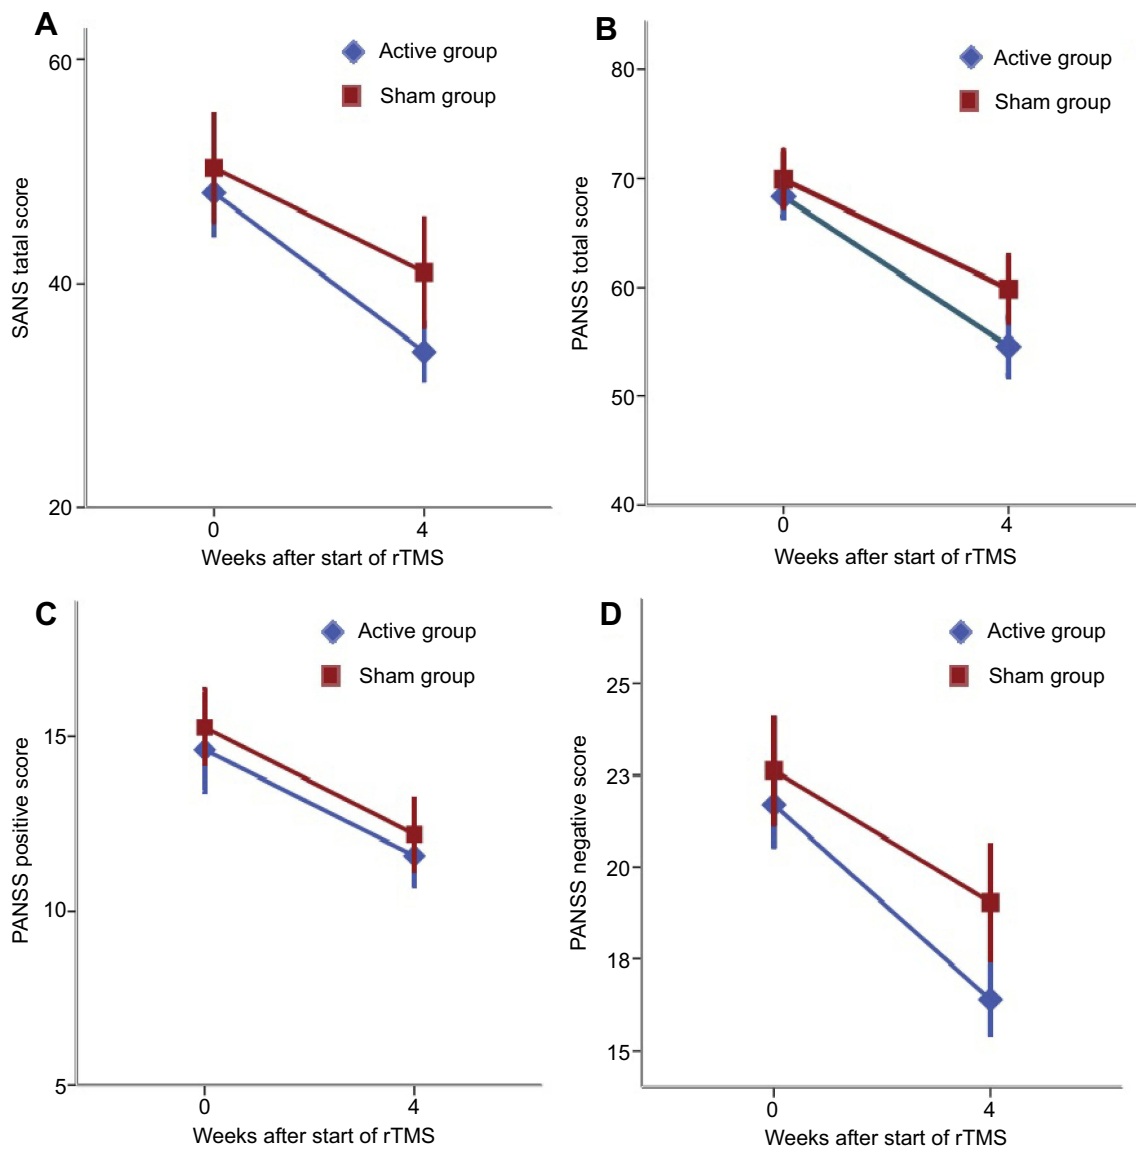 A
60
40
20
SANS tatal score
Active group
Sham group
0
4
Weeks after start of rTMS
B
80
70
60
50
40
PANSS total score
Active group
Sham group
0
4
Weeks after start of rTMS
C
15
10
5
PANSS positive score
Active group
Sham group
0
4
Weeks after start of rTMS
D
25
23
20
18
15
PANSS negative score
Active group
Sham group
0
4
Weeks after start of rTMS